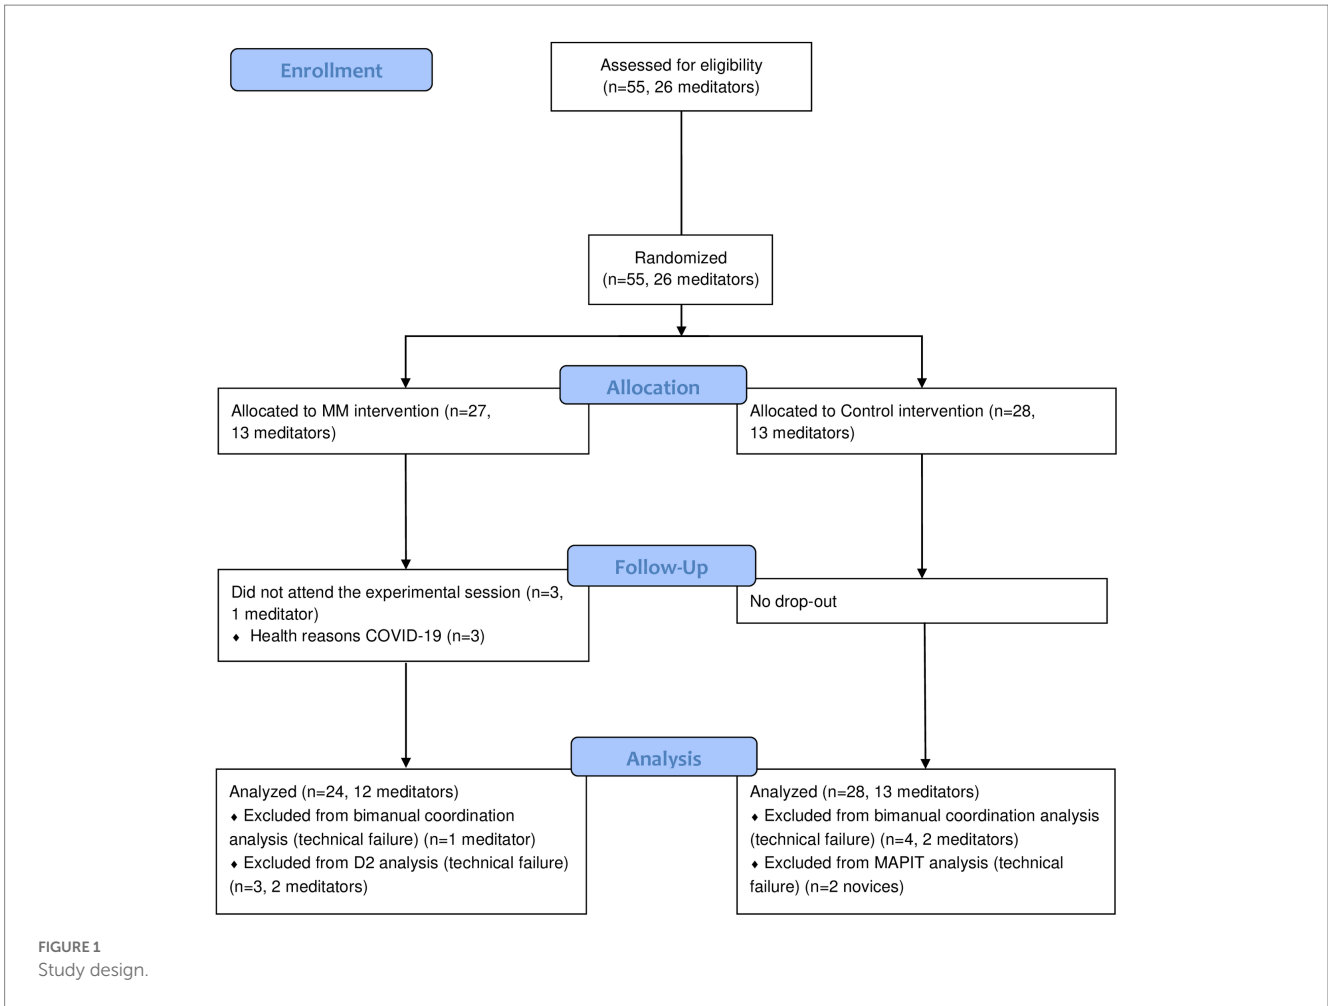 Enrollment
Assessed for eligibility
(n=55, 26 meditators)
Randomized
(n=55, 26 meditators)
Allocation
Allocated to MM intervention (n=27,
13 meditators)
Allocated to Control intervention (n=28,
13 meditators)
Follow-Up
Did not attend the experimental session (n=3,
1 meditator)
♦ Health reasons COVID-19 (n=3)
No drop-out
Analysis
Analyzed (n=24, 12 meditators)
♦ Excluded from bimanual coordination
analysis (technical failure) (n=1 meditator)
♦ Excluded from D2 analysis (technical failure)
(n=3, 2 meditators)
Analyzed (n=28, 13 meditators)
♦ Excluded from bimanual coordination analysis
(technical failure) (n=4, 2 meditators)
♦ Excluded from MAPIT analysis (technical
failure) (n=2 novices)
FIGURE 1
Study design.